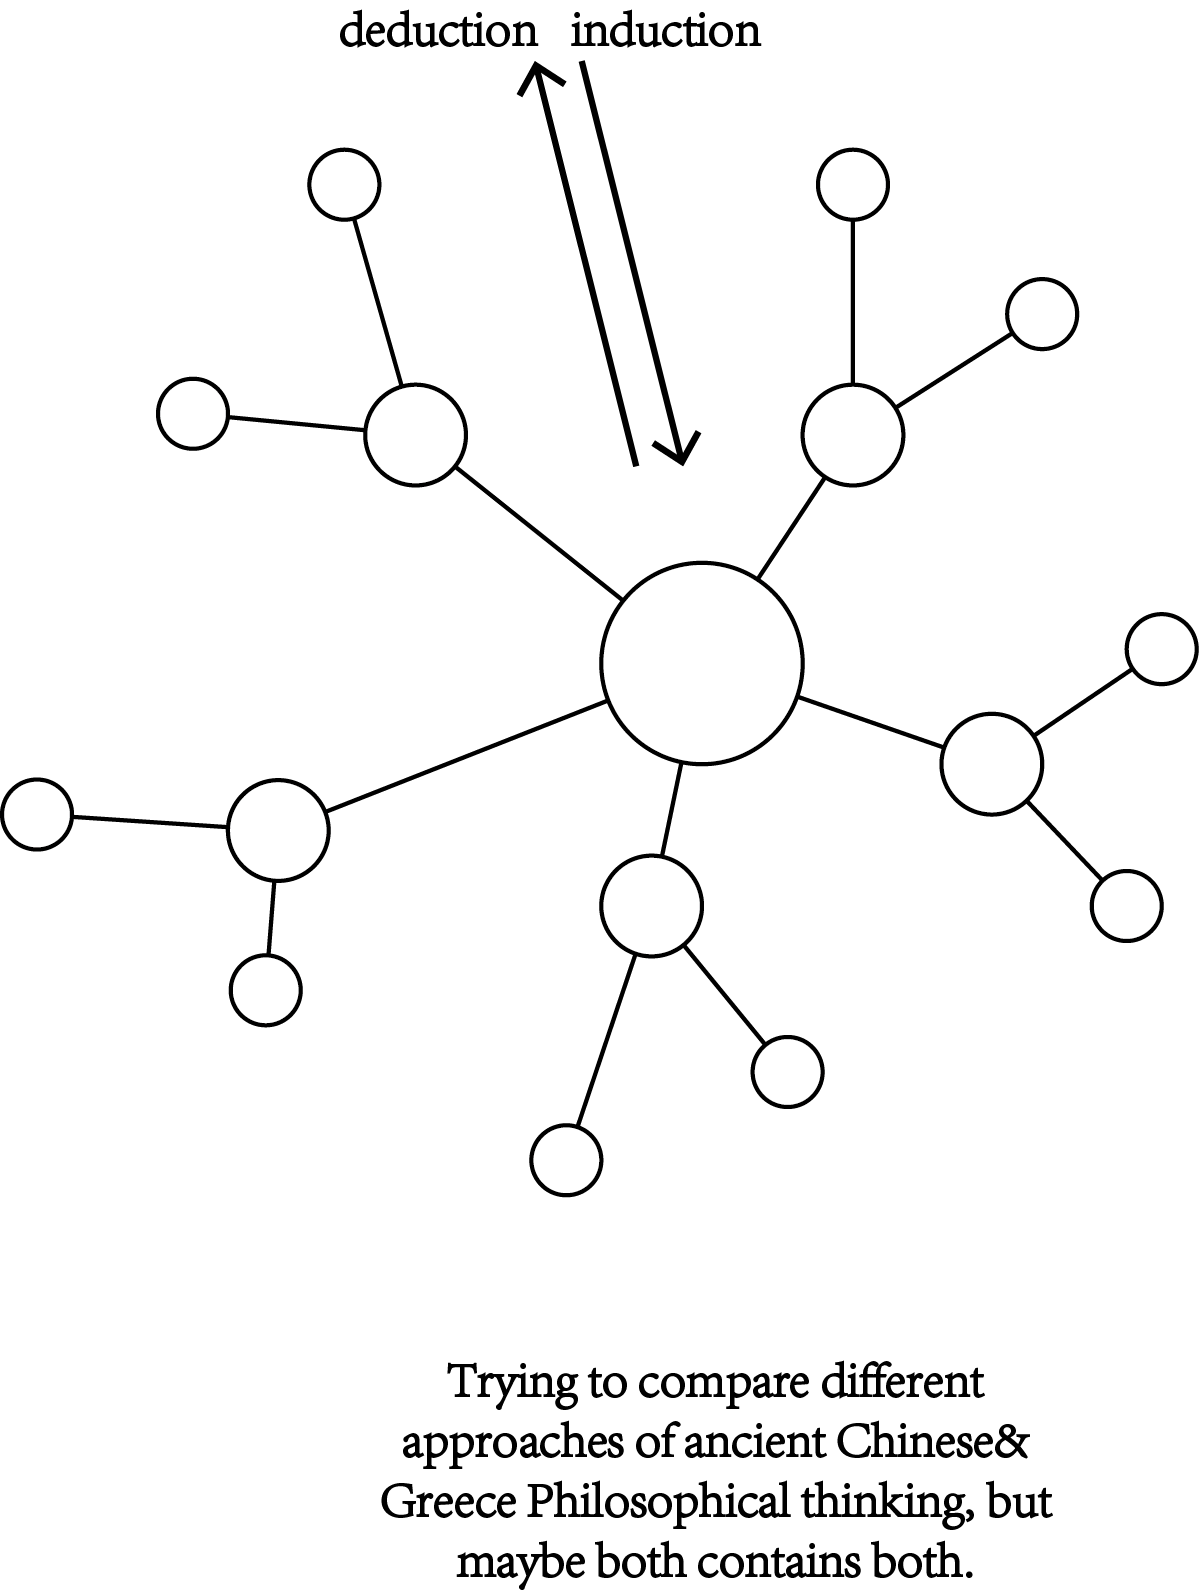 deduction induction
Trying to compare different
approaches of ancient Chinese&
Greece Philosophical thinking, but
maybe both contains both.